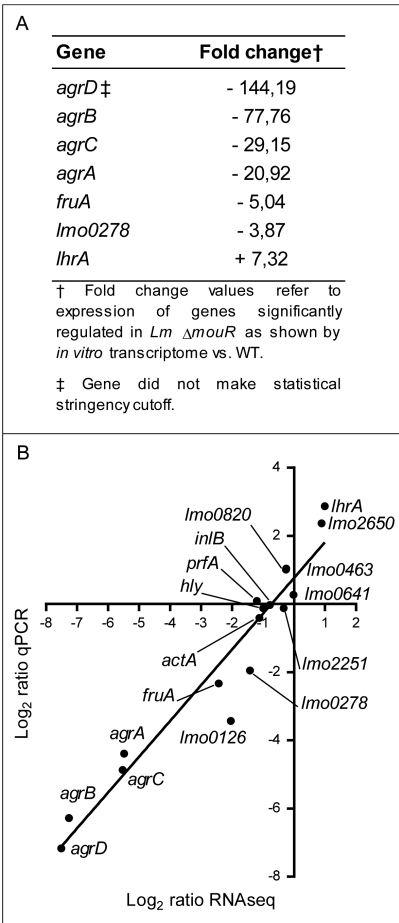 A
Gene Fold change†
agrD‡ - 144,19
agrB - 77,76
agrC - 29,15
agrA - 20,92
fruA - 5,04
lmo0278 - 3,87
lhrA + 7,32
† Fold change values refer to
expression of genes significantly
regulated in Lm ΔmouR as shown by
in vitro transcriptome vs. WT.
‡ Gene did not make statistical
stringency cutoff.
B
4
lhrA
lmo0820
lmo2650
2
inlB
prfA
lmo0463
hly
lmo0641
-8 -7 -6 -5 -4 -3 -2 -1 1 2
actA
lmo2251
-2
fruA
lmo0278
agrA
lmo0126
-4
agrC
agrB
-6
agrD
-8
Log2 ratio qPCR
Log2 ratio RNAseq